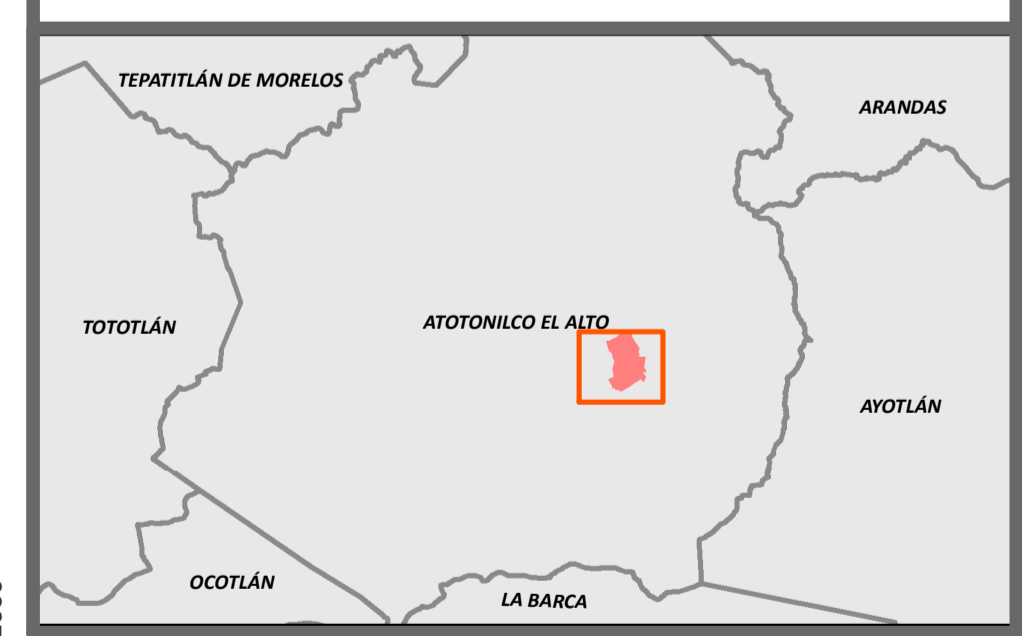 TEPATITLÁN DE MORELOS
ARANDAS
ATOTONILCO EL ALTO
TOTOTLÁN
AYOTLÁN
OCOTLÁN
LA BARCA